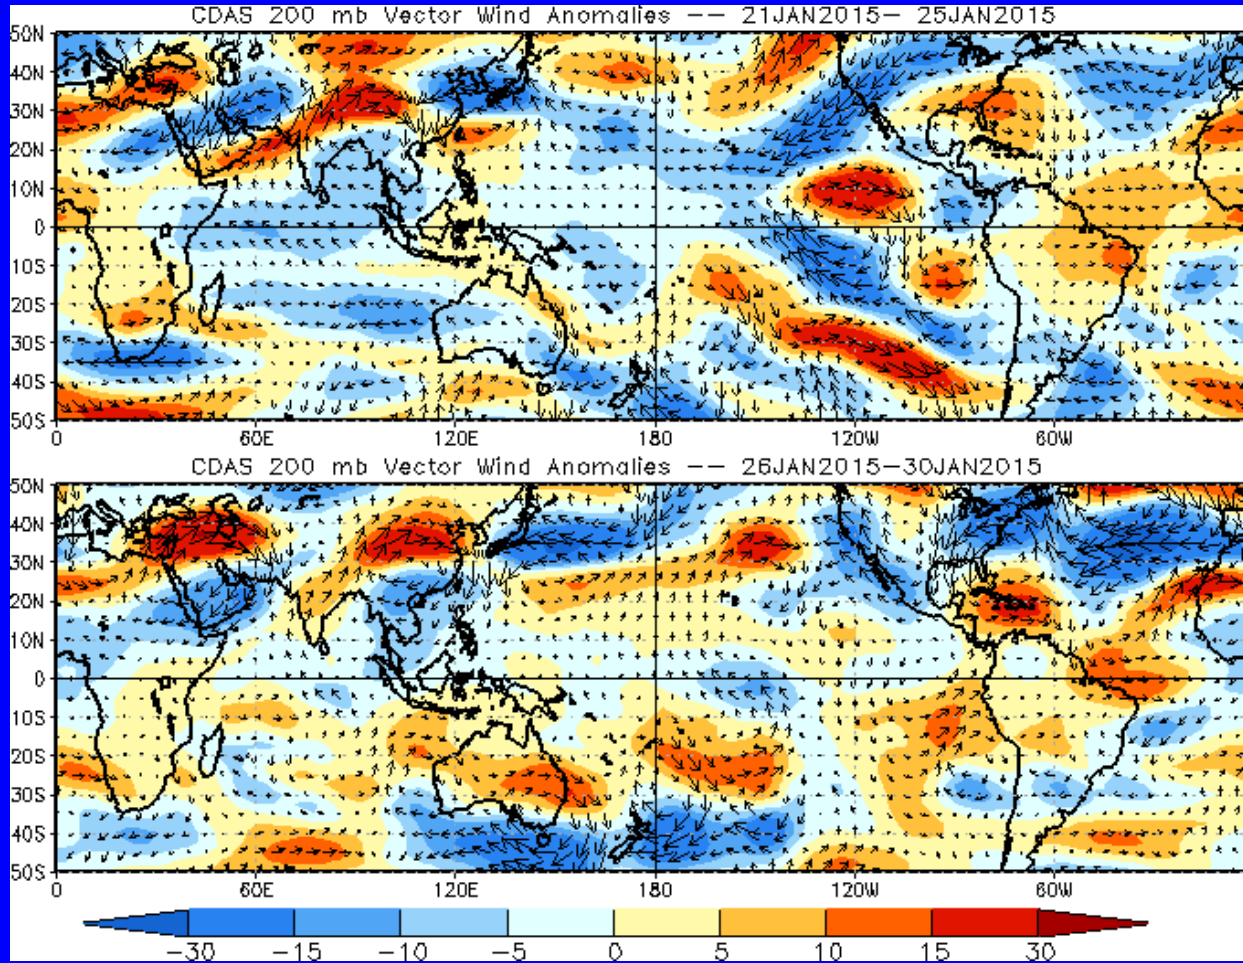 CDAS 200 mb Vector Wind Anomalies -- 21JAN2015- 25JAN2015
50N
40N
30N
20N
10N
0
10S
20S
30S
40S
50S
0 60E 120E 180 120W 60W
CDAS 200 mb Vector Wind Anomalies -- 26JAN2015-30JAN2015
50N
40N
30N
20N
10N
0
10S
20S
30S
40S
50S
0 60E 120E 180 120W 60W
-30 -15 -10 -5 0 5 10 15 30